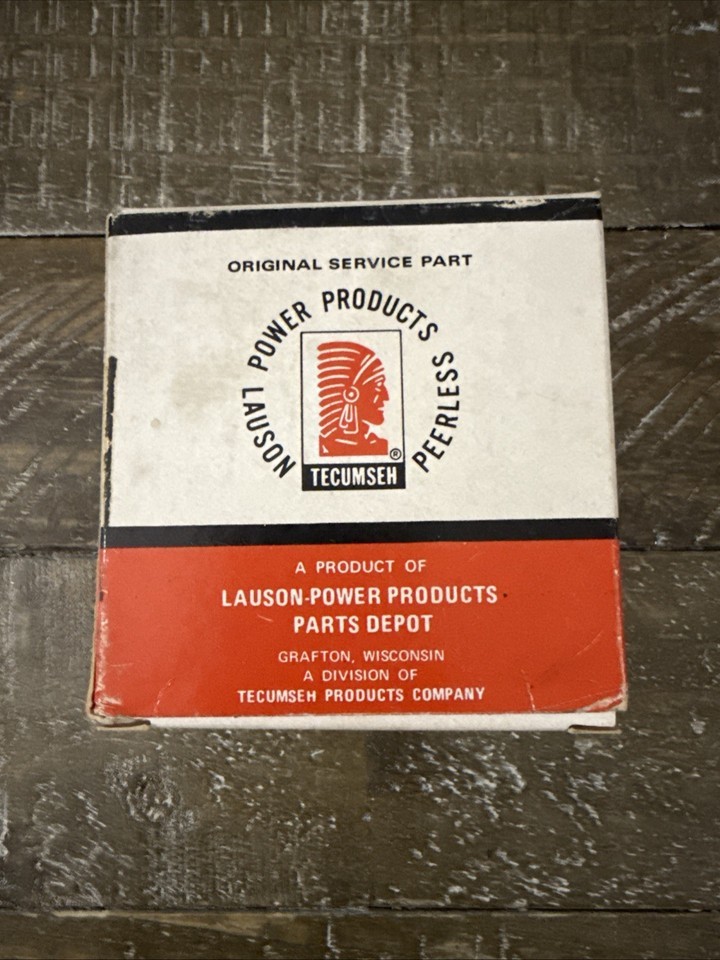 ORIGINAL SERVICE PART
LAUSON POWER PRODUCTS PEERLESS
®
TECUMSEH
A PRODUCT OF
LAUSON-POWER PRODUCTS
PARTS DEPOT
GRAFTON, WISCONSIN
A DIVISION OF
TECUMSEH PRODUCTS COMPANY